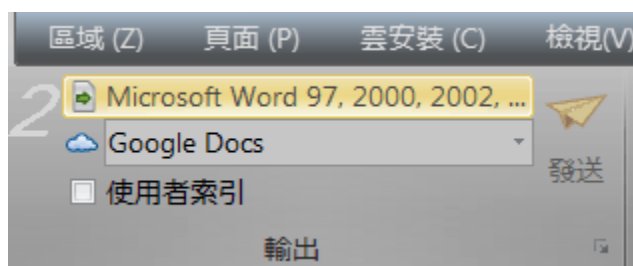 區域 (Z) 頁面 (P) 雲安裝 (C) 檢視(V)
2
Microsoft Word 97, 2000, 2002, ...
Google Docs
發送
使用者索引
輸出